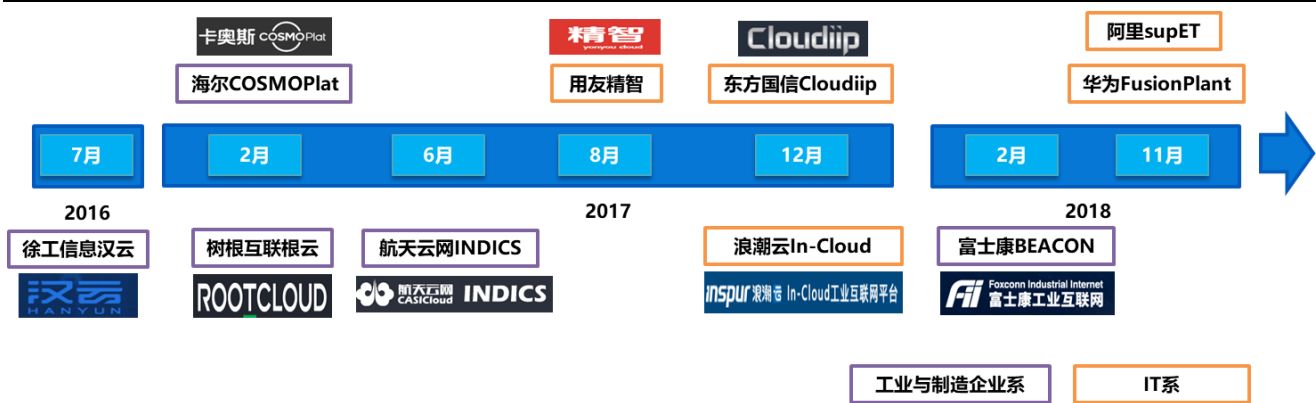 卡奥斯 COSMOPlat
精智
yonyou cloud
Cloudiip
阿里supET
海尔COSMOPlat
用友精智
东方国信Cloudiip
华为FusionPlant
7月
2月
6月
8月
12月
2月
11月
2016
2017
2018
徐工信息汉云
树根互联根云
航天云网INDICS
浪潮云In-Cloud
富士康BEACON
汉云
HANYUN
ROOTCLOUD
航天云网
CASICloud
INDICS
inspur 浪潮云 In-Cloud工业互联网平台
Fii
Foxconn Industrial Internet
富士康工业互联网
工业与制造企业系
IT系